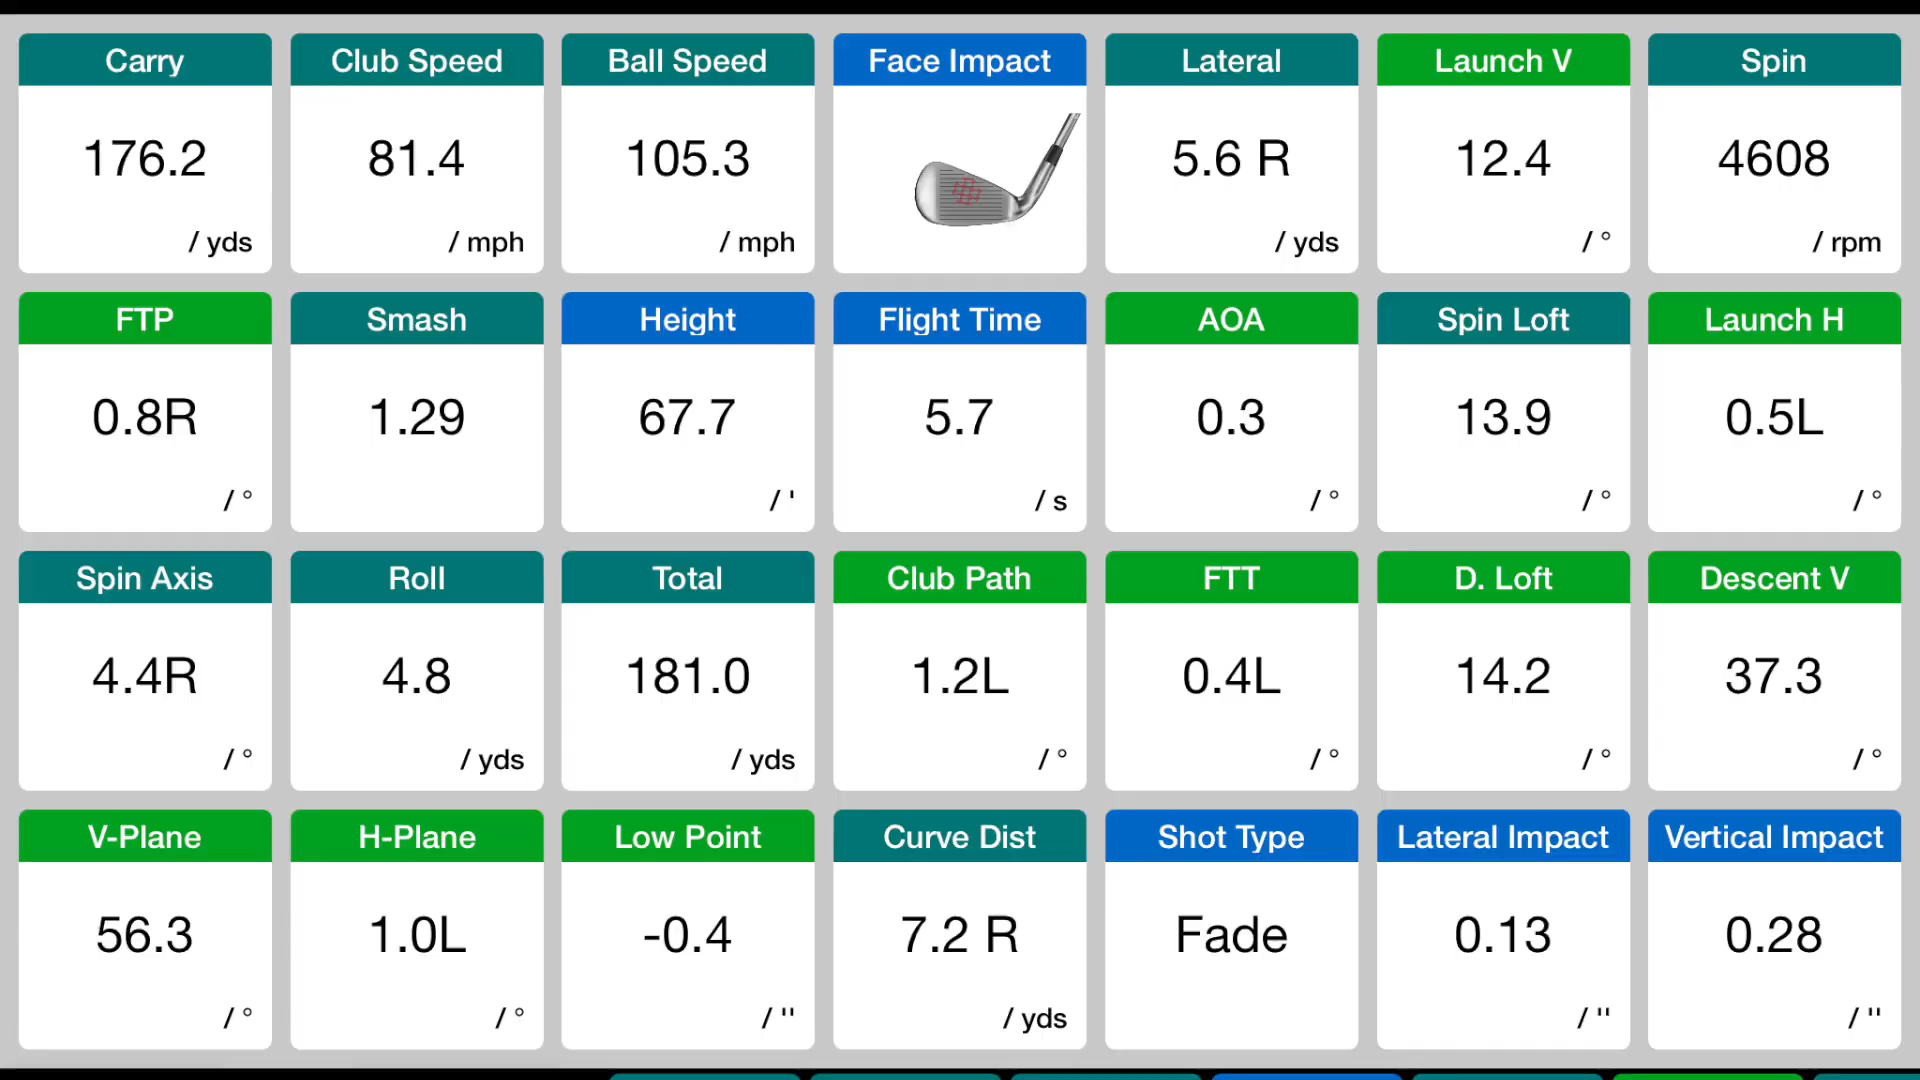 Carry Club Speed Ball Speed Face Impact Lateral Launch V Spin
176.2 81.4 105.3 5.6 R 12.4 4608
/ yds / mph / mph / yds / ° / rpm
FTP Smash Height Flight Time AOA Spin Loft Launch H
0.8R 1.29 67.7 5.7 0.3 13.9 0.5L
/ ° / ' / s / ° / ° / °
Spin Axis Roll Total Club Path FTT D. Loft Descent V
4.4R 4.8 181.0 1.2L 0.4L 14.2 37.3
/ ° / yds / yds / ° / ° / ° / °
V-Plane H-Plane Low Point Curve Dist Shot Type Lateral Impact Vertical Impact
56.3 1.0L -0.4 7.2 R Fade 0.13 0.28
/ ° / ° / '' / yds / '' / ''